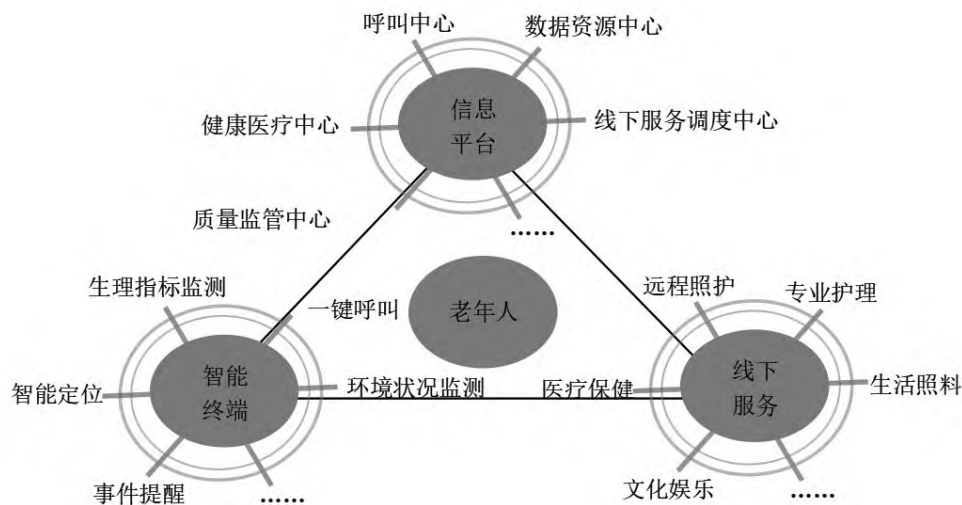 呼叫中心
数据资源中心
健康医疗中心
信息
平台
线下服务调度中心
质量监管中心
……
生理指标监测
一键呼叫
老年人
远程照护
专业护理
智能定位
智能
终端
环境状况监测
医疗保健
线下
服务
生活照料
事件提醒
……
文化娱乐
……